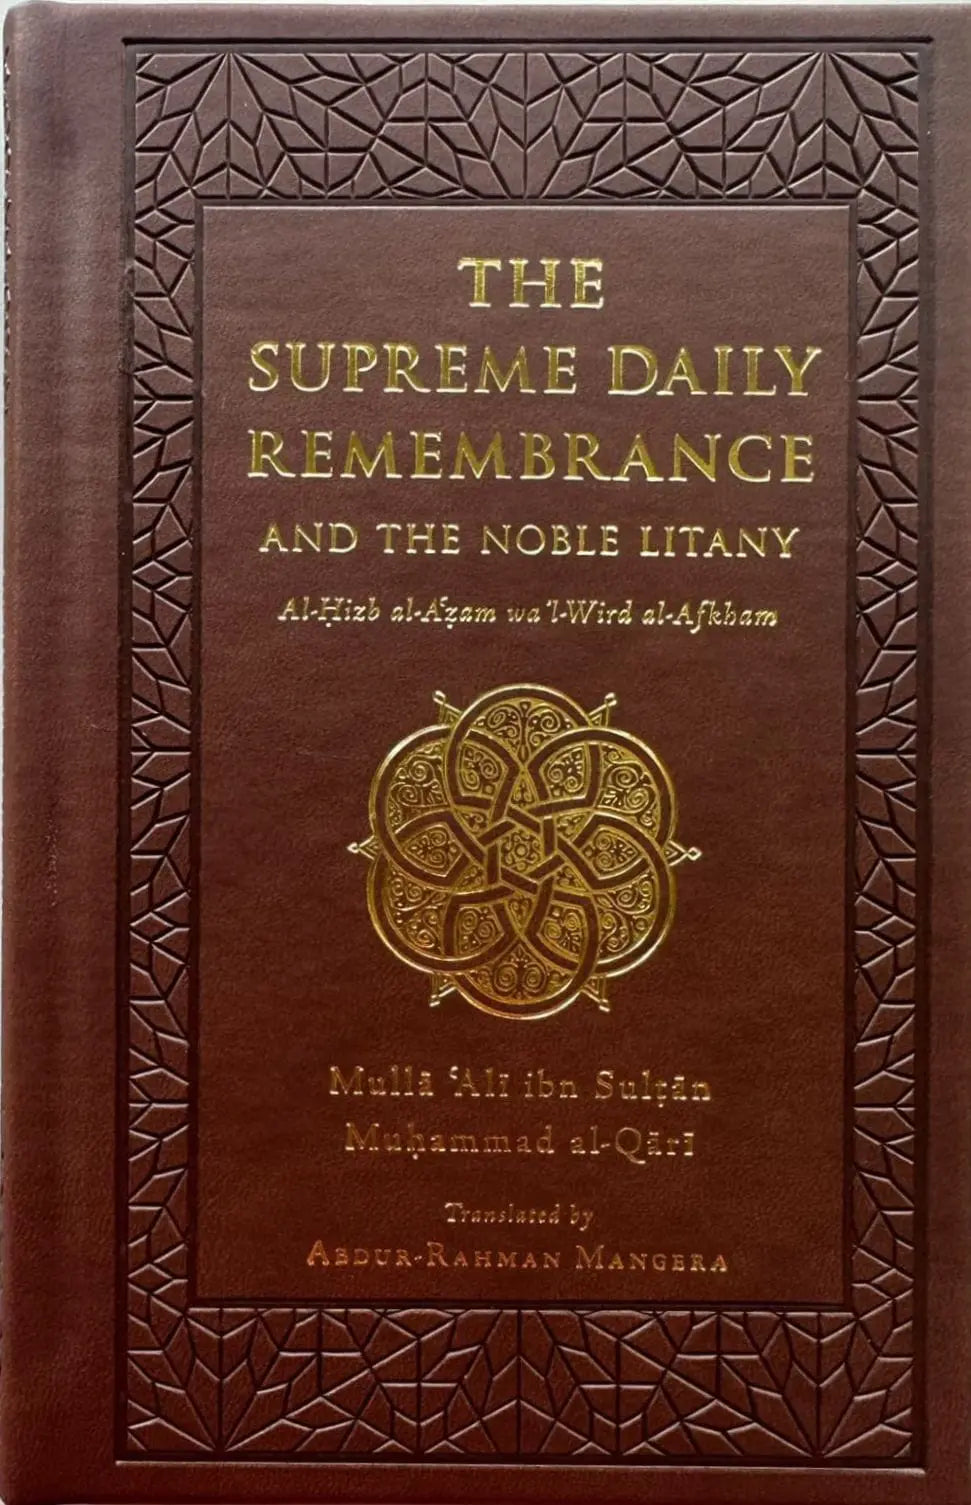 THE
SUPREME DAILY
REMEMBRANCE
AND THE NOBLE LITANY
Al-Ḥizb al-Aʿẓam wa ’l-Wird al-Afkham
Mullā ʿAlī ibn Sulṭān
Muḥammad al-Qārī
Translated by
ABDUR-RAHMAN MANGERA